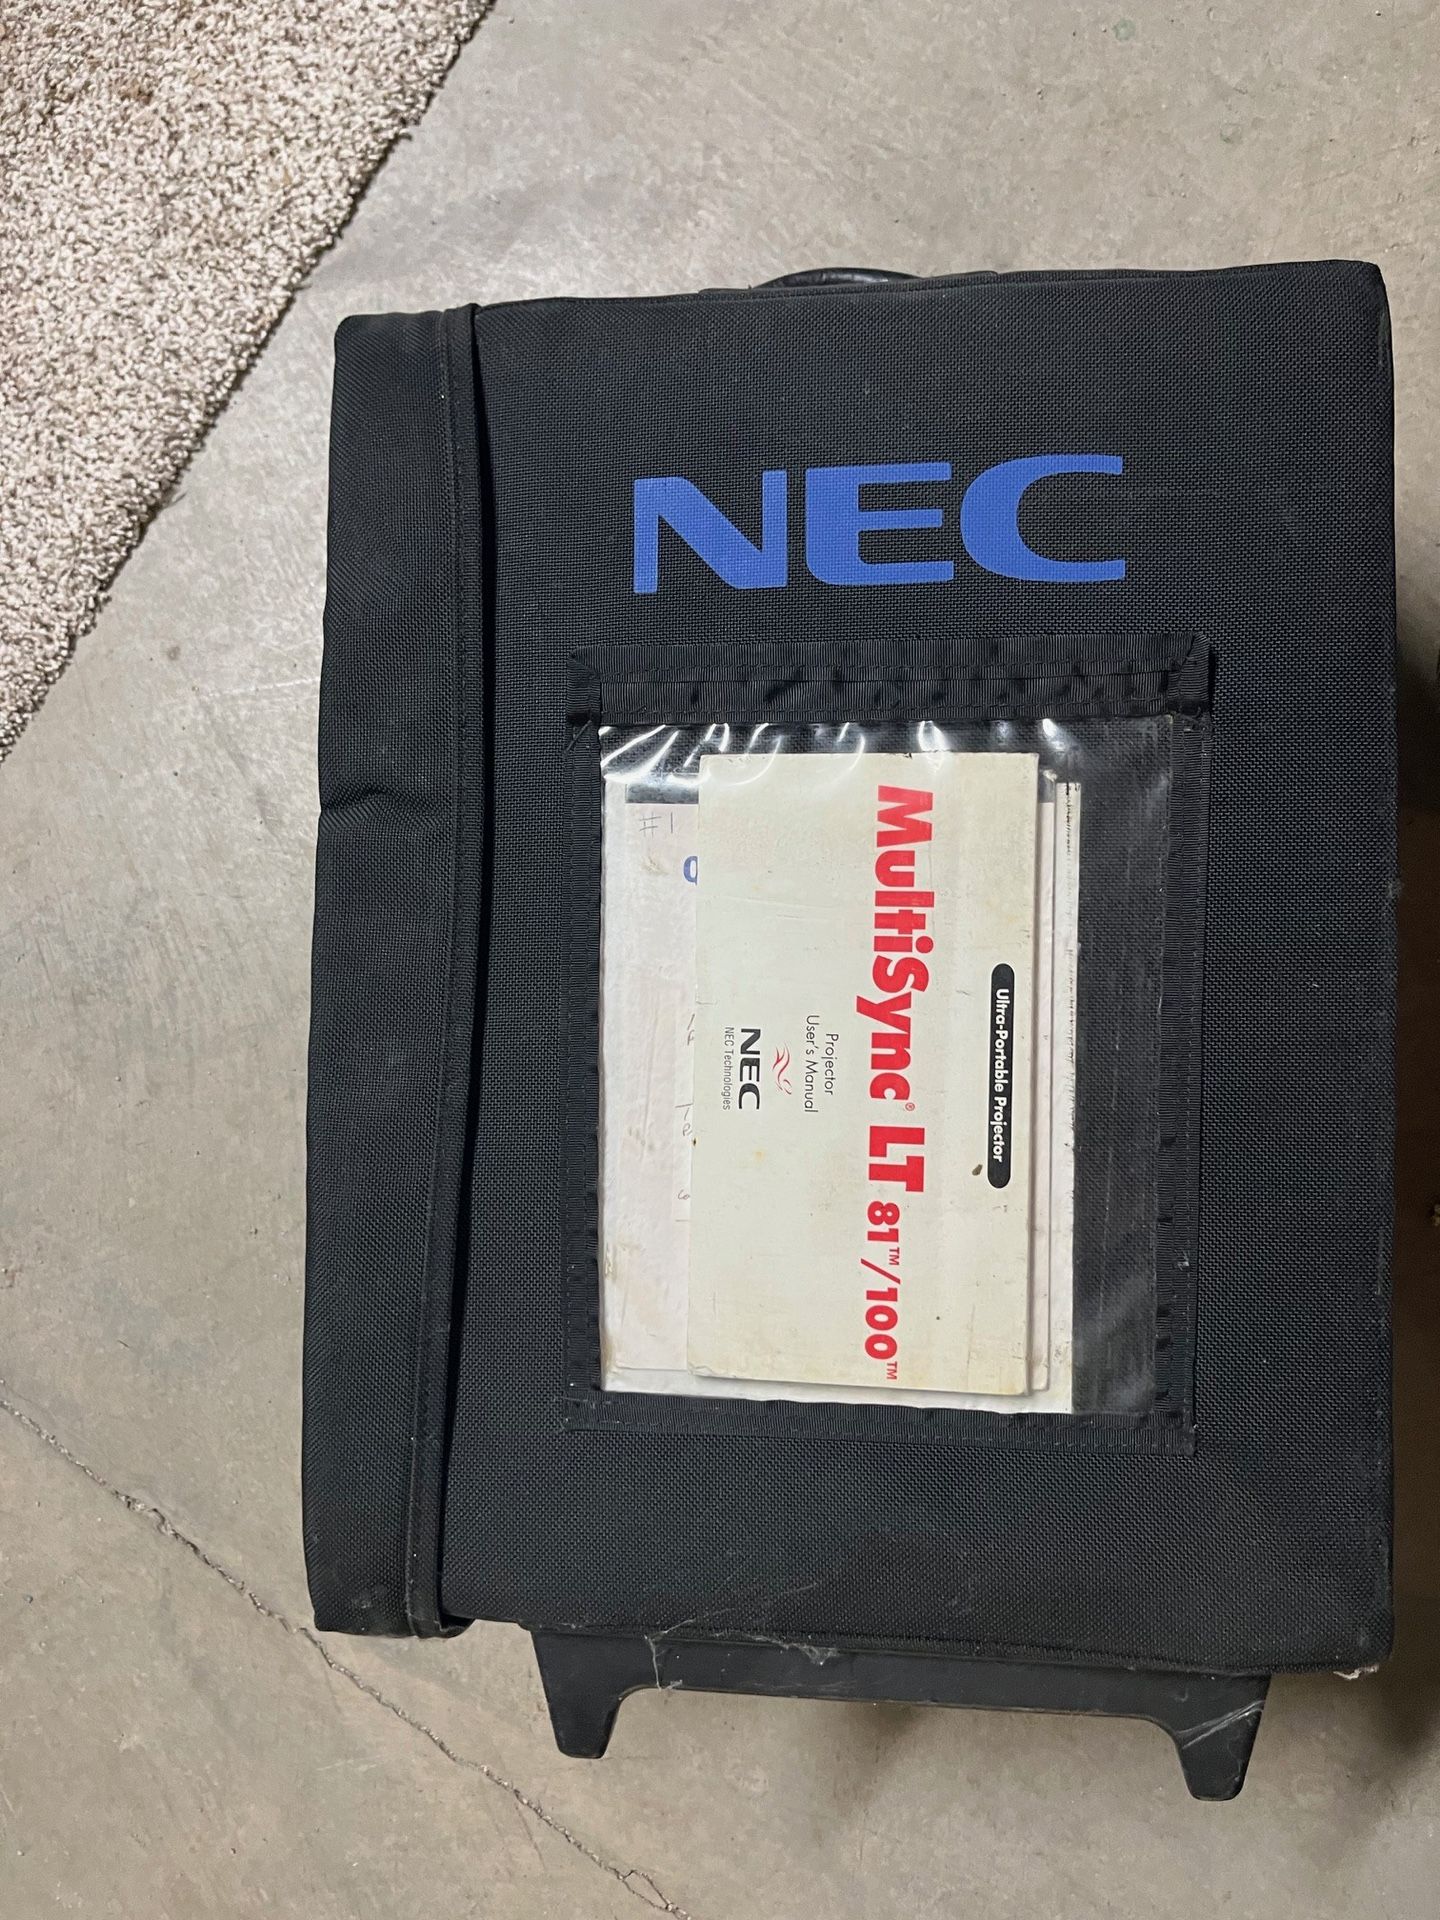 NEC
Ultra-Portable Projector
MultiSync® LT 81™/100™
Projector
User's Manual
NEC
NEC Technologies
#